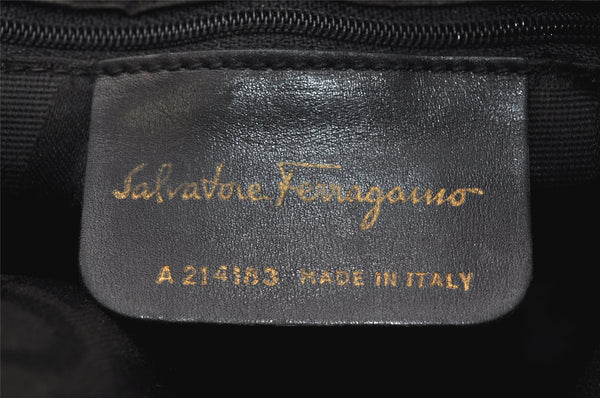 Salvatore Ferragamo
A 214183 MADE IN ITALY